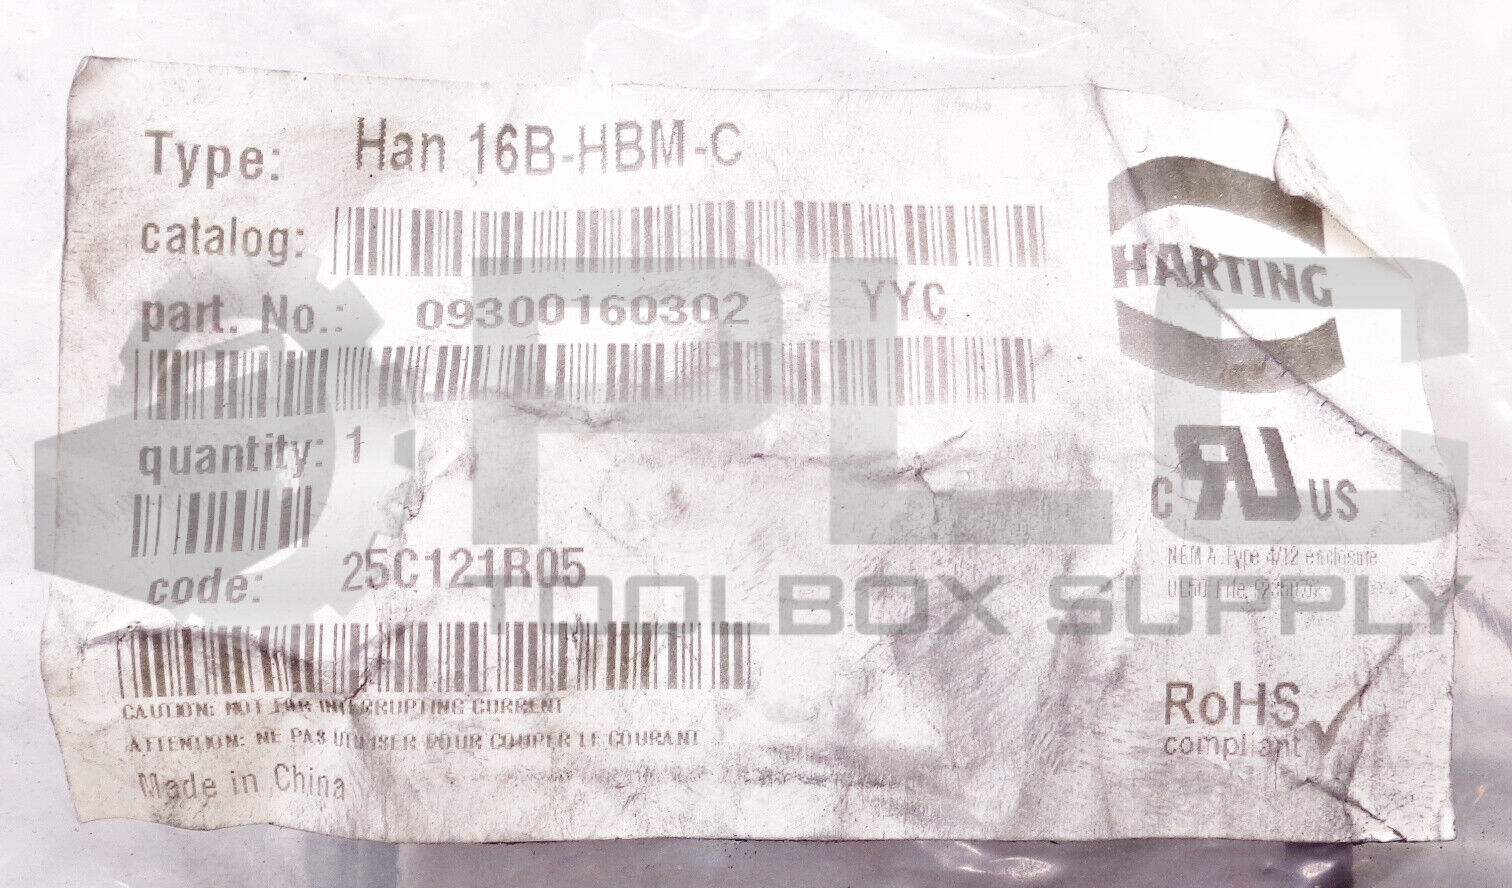 Type: Han 16B-HBM-C
catalog:
part. No.: 09300160302 YYC
quantity: 1
code: 25C121R05
CAUTION: NOT FOR INTERRUPTING CURRENT
ATTENTION: NE PAS UTILISER POUR COUPER LE COURANT
Made in China
HARTING
C RU US
NEMA Type 4/12 enclosure
RoHS
compliant
PLC
TOOLBOX SUPPLY